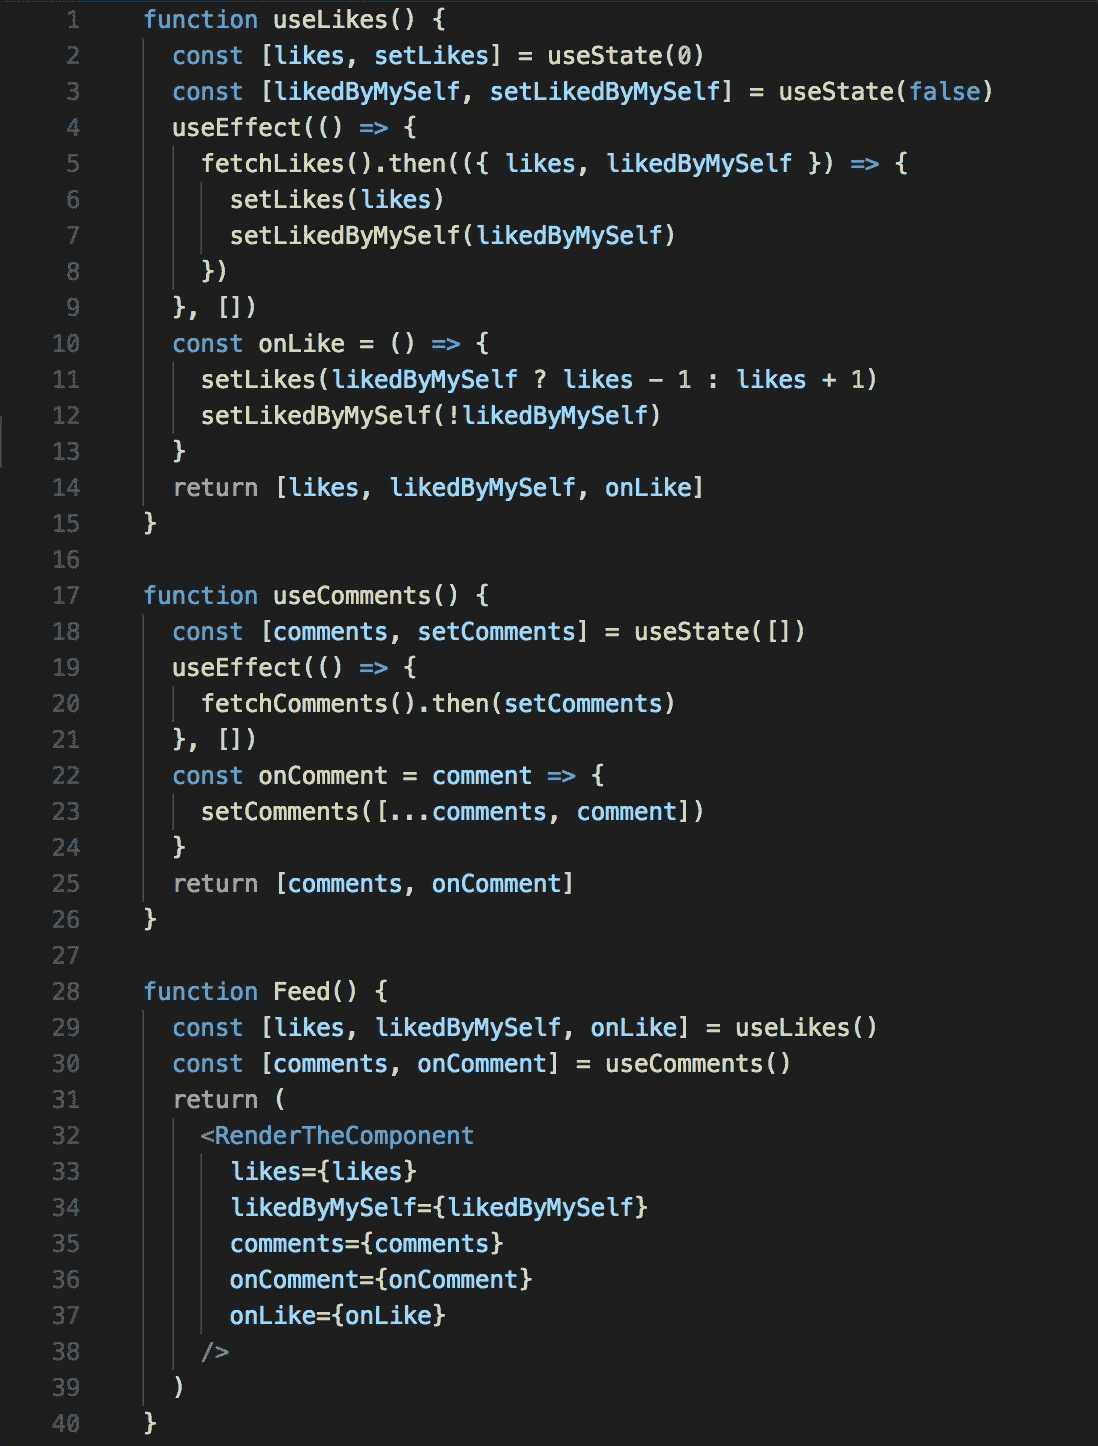 1 function useLikes() {
2 const [likes, setLikes] = useState(0)
3 const [likedByMySelf, setLikedByMySelf] = useState(false)
4 useEffect(() => {
5 fetchLikes().then(({ likes, likedByMySelf }) => {
6 setLikes(likes)
7 setLikedByMySelf(likedByMySelf)
8 })
9 }, [])
10 const onLike = () => {
11 setLikes(likedByMySelf ? likes - 1 : likes + 1)
12 setLikedByMySelf(!likedByMySelf)
13 }
14 return [likes, likedByMySelf, onLike]
15 }
16
17 function useComments() {
18 const [comments, setComments] = useState([])
19 useEffect(() => {
20 fetchComments().then(setComments)
21 }, [])
22 const onComment = comment => {
23 setComments([...comments, comment])
24 }
25 return [comments, onComment]
26 }
27
28 function Feed() {
29 const [likes, likedByMySelf, onLike] = useLikes()
30 const [comments, onComment] = useComments()
31 return (
32 <RenderTheComponent
33 likes={likes}
34 likedByMySelf={likedByMySelf}
35 comments={comments}
36 onComment={onComment}
37 onLike={onLike}
38 />
39 )
40 }